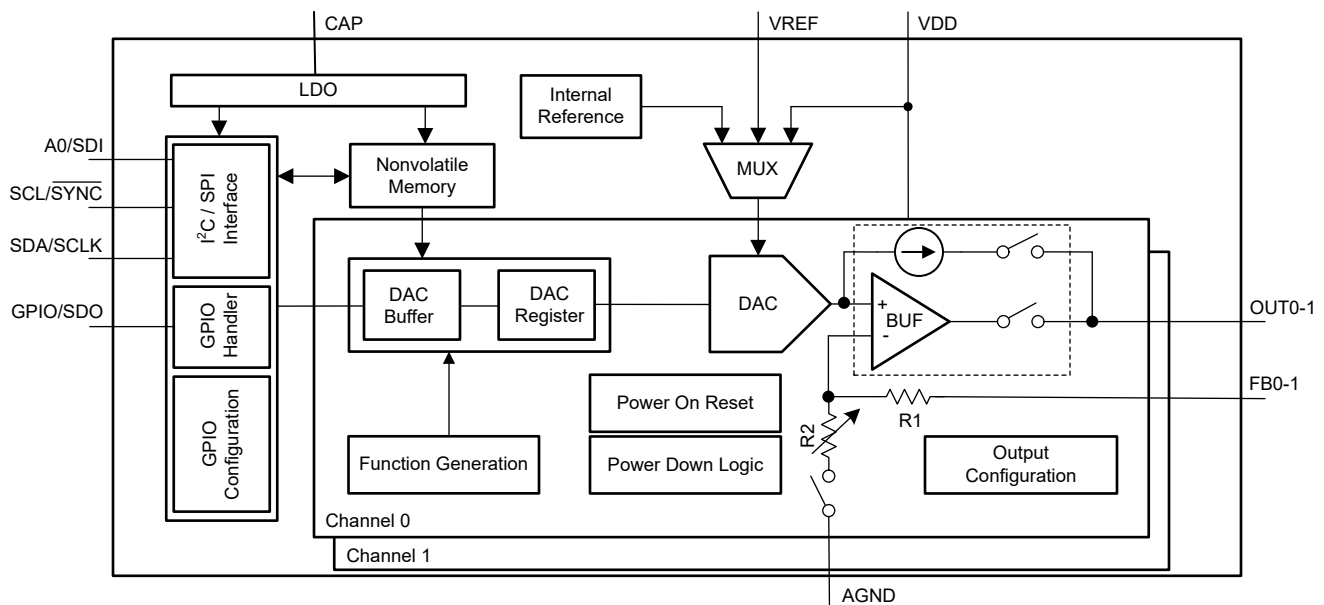 CAP
VREF
VDD
LDO
Internal
Reference
A0/SDI
SCL/SYNC
SDA/SCLK
GPIO/SDO
I²C / SPI
Interface
Nonvolatile
Memory
MUX
GPIO
Handler
DAC
Buffer
DAC
Register
DAC
+
BUF
-
OUT0-1
FB0-1
GPIO
Configuration
Function Generation
Power On Reset
Power Down Logic
R2
R1
Output
Configuration
Channel 0
Channel 1
AGND